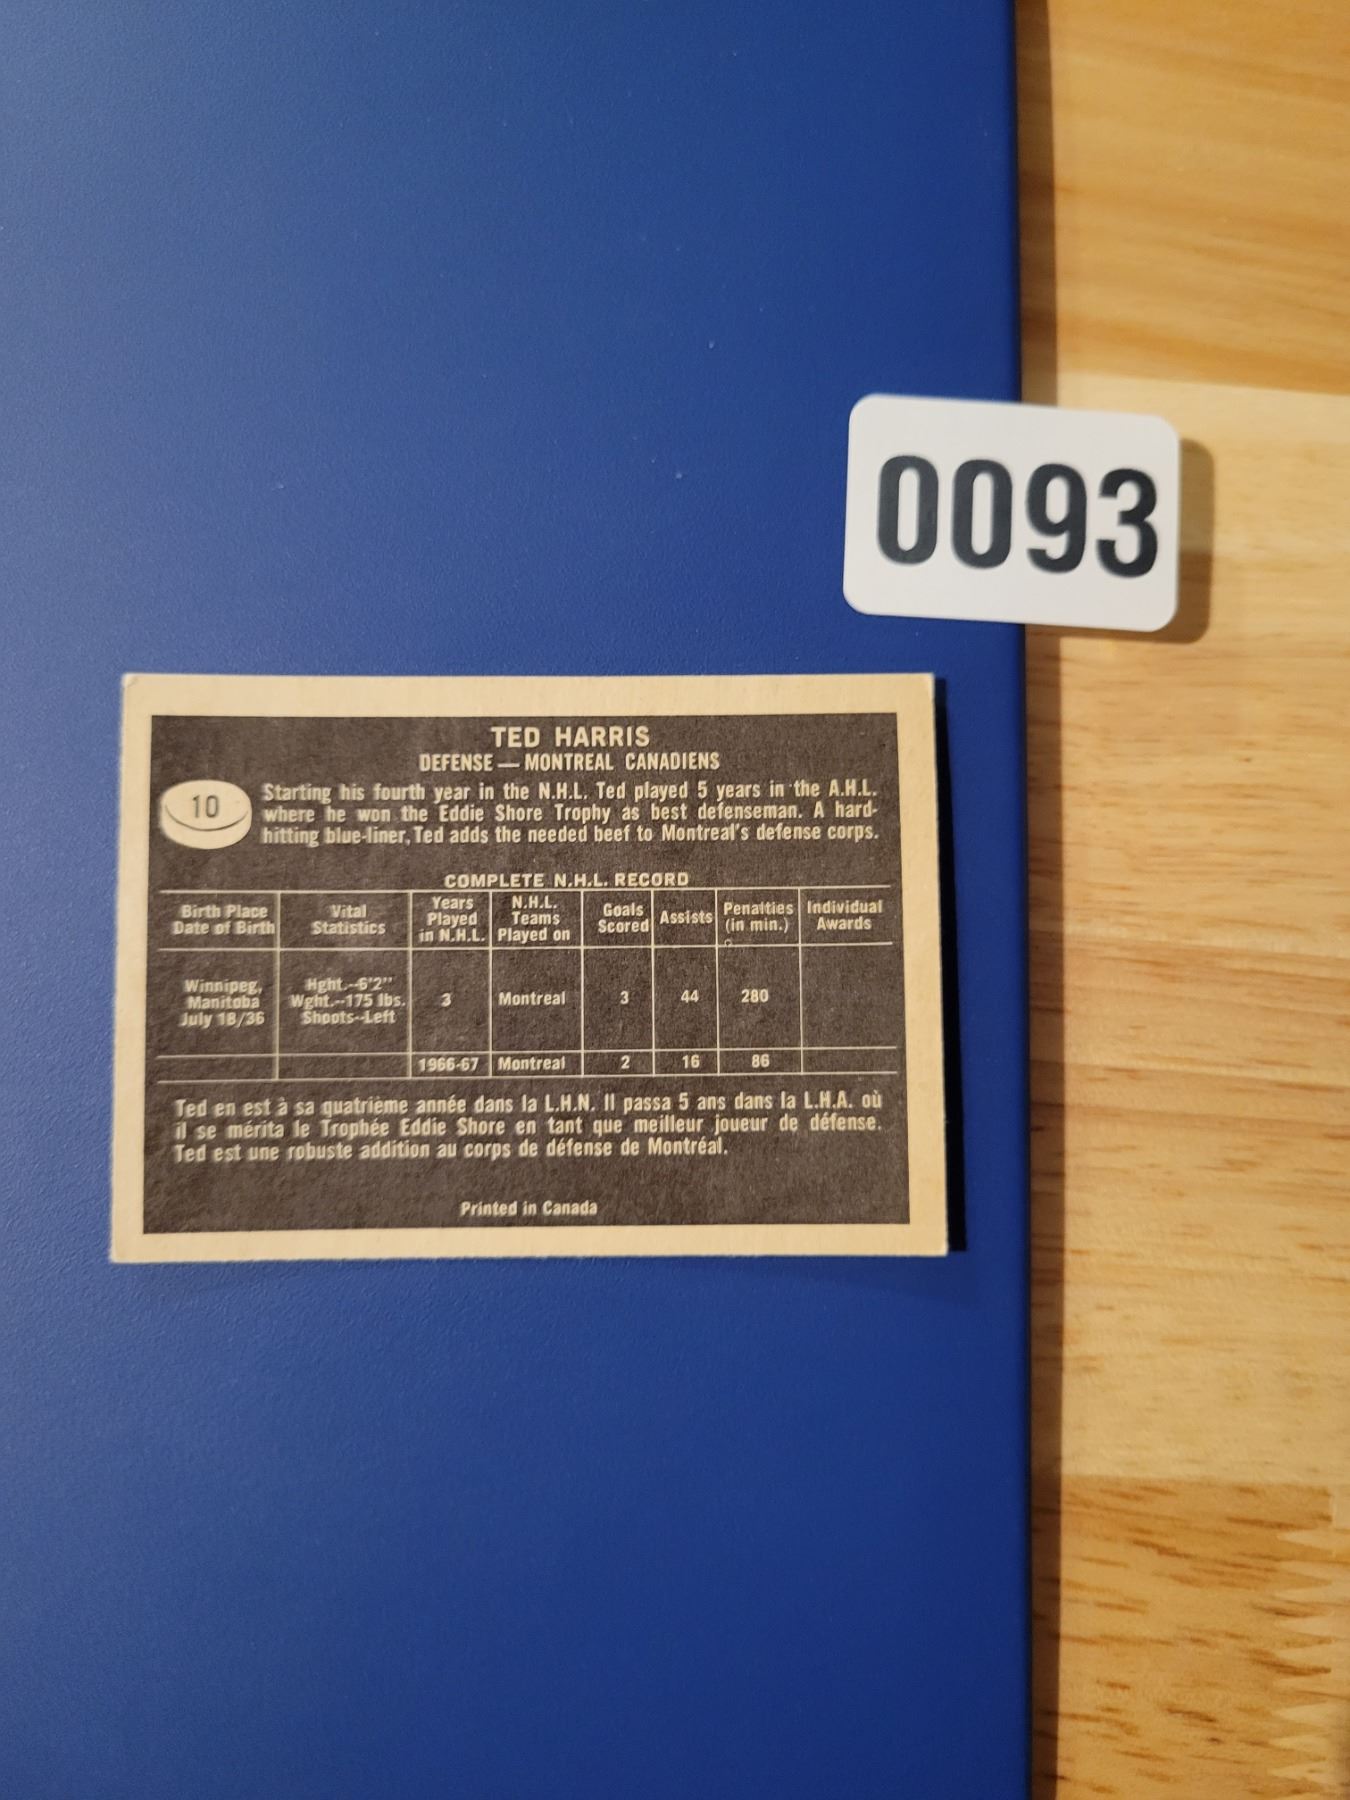 0093
TED HARRIS
DEFENSE — MONTREAL CANADIENS
10
Starting his fourth year in the N.H.L. Ted played 5 years in the A.H.L.
where he won the Eddie Shore Trophy as best defenseman. A hard-
hitting blue-liner, Ted adds the needed beef to Montreal's defense corps.
COMPLETE N.H.L. RECORD
Birth Place
Date of Birth
Vital
Statistics
Years
Played
in N.H.L.
N.H.L.
Teams
Played on
Goals
Scored
Assists
Penalties
(in min.)
Individual
Awards
Winnipeg,
Manitoba
July 18/36
Hght.--6'2"
Wght.--175 lbs.
Shoots--Left
3
Montreal
3
44
280
1966-67
Montreal
2
16
86
Ted en est à sa quatrième année dans la L.H.N. Il passa 5 ans dans la L.H.A. où
il se mérita le Trophée Eddie Shore en tant que meilleur joueur de défense.
Ted est une robuste addition au corps de défense de Montréal.
Printed in Canada